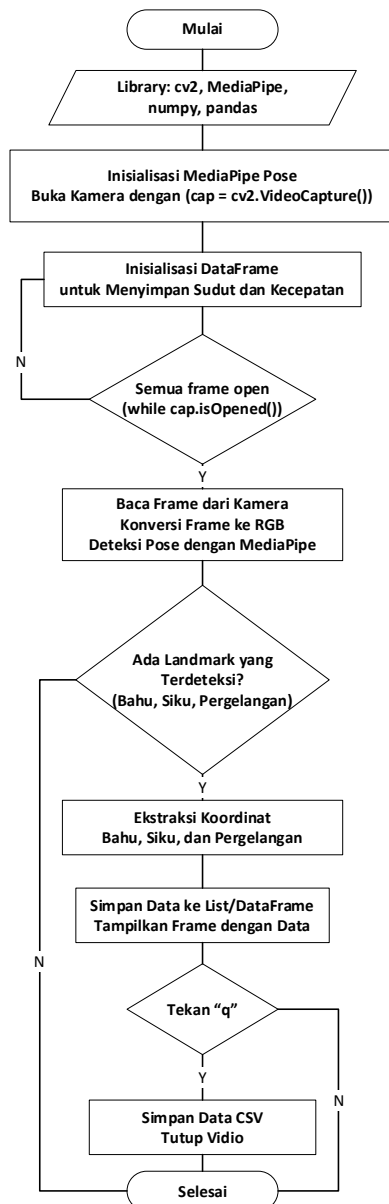 Mulai
Library: cv2, MediaPipe,
numpy, pandas
Inisialisasi MediaPipe Pose
Buka Kamera dengan (cap = cv2.VideoCapture())
Inisialisasi DataFrame
untuk Menyimpan Sudut dan Kecepatan
N
Semua frame open
(while cap.isOpened())
Y
Baca Frame dari Kamera
Konversi Frame ke RGB
Deteksi Pose dengan MediaPipe
Ada Landmark yang
Terdeteksi?
(Bahu, Siku, Pergelangan)
Y
Ekstraksi Koordinat
Bahu, Siku, dan Pergelangan
Simpan Data ke List/DataFrame
Tampilkan Frame dengan Data
N
Tekan “q”
Y
N
Simpan Data CSV
Tutup Vidio
Selesai